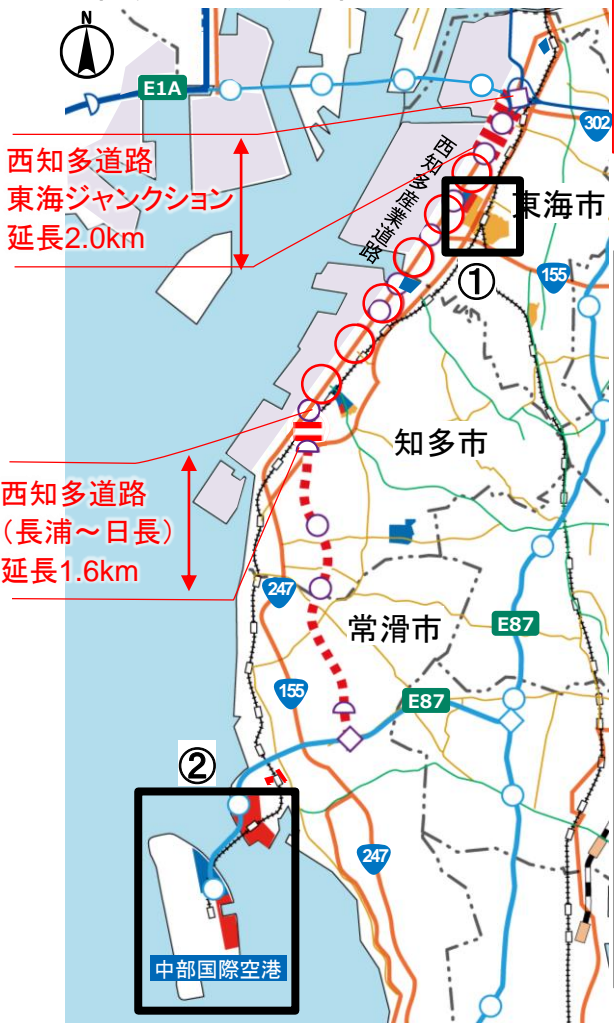 N
E1A
302
西知多道路
東海ジャンクション
延長2.0km
西知多産業道路
東海市
①
155
知多市
西知多道路
（長浦～日長）
延長1.6km
247
常滑市
E87
155
E87
②
247
中部国際空港